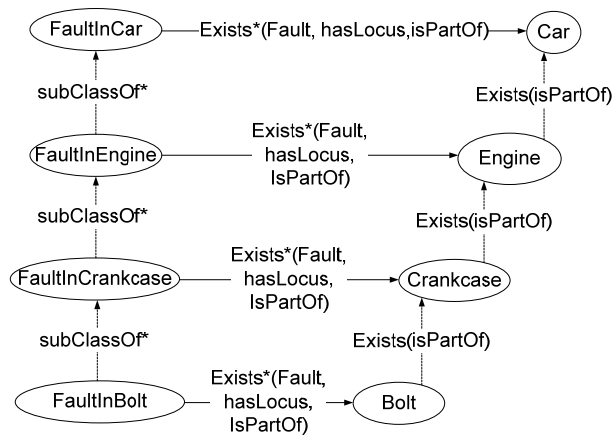 FaultInCar
Exists*(Fault, hasLocus,isPartOf)
Car
subClassOf*
Exists(isPartOf)
FaultInEngine
Exists*(Fault,
hasLocus,
IsPartOf)
Engine
subClassOf*
Exists(isPartOf)
FaultInCrankcase
Exists*(Fault,
hasLocus,
IsPartOf)
Crankcase
subClassOf*
Exists(isPartOf)
FaultInBolt
Exists*(Fault,
hasLocus,
IsPartOf)
Bolt